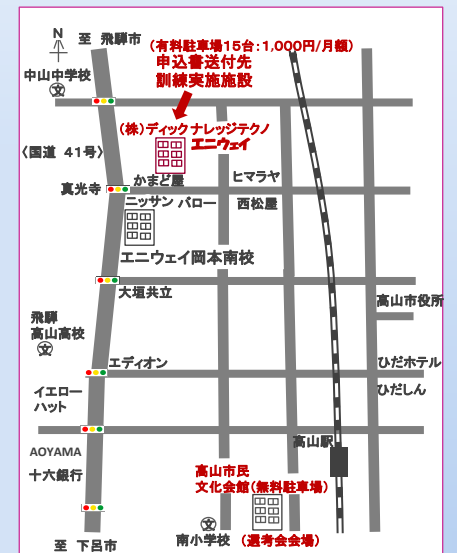 N
至 飛騨市
(有料駐車場15台:1,000円/月額)
申込書送付先
訓練実施施設
中山中学校
文
(株)ディック ナレッジテクノ
エニウェイ
〈国道 41号〉
かまど屋
ヒマラヤ
真光寺
ニッサン バロー
西松屋
エニウェイ岡本南校
大垣共立
高山市役所
飛騨
高山高校
文
エディオン
ひだホテル
イエロー
ハット
ひだしん
高山駅
AOYAMA
十六銀行
高山市民
文化会館(無料駐車場)
文
南小学校
(選考会会場)
至 下呂市